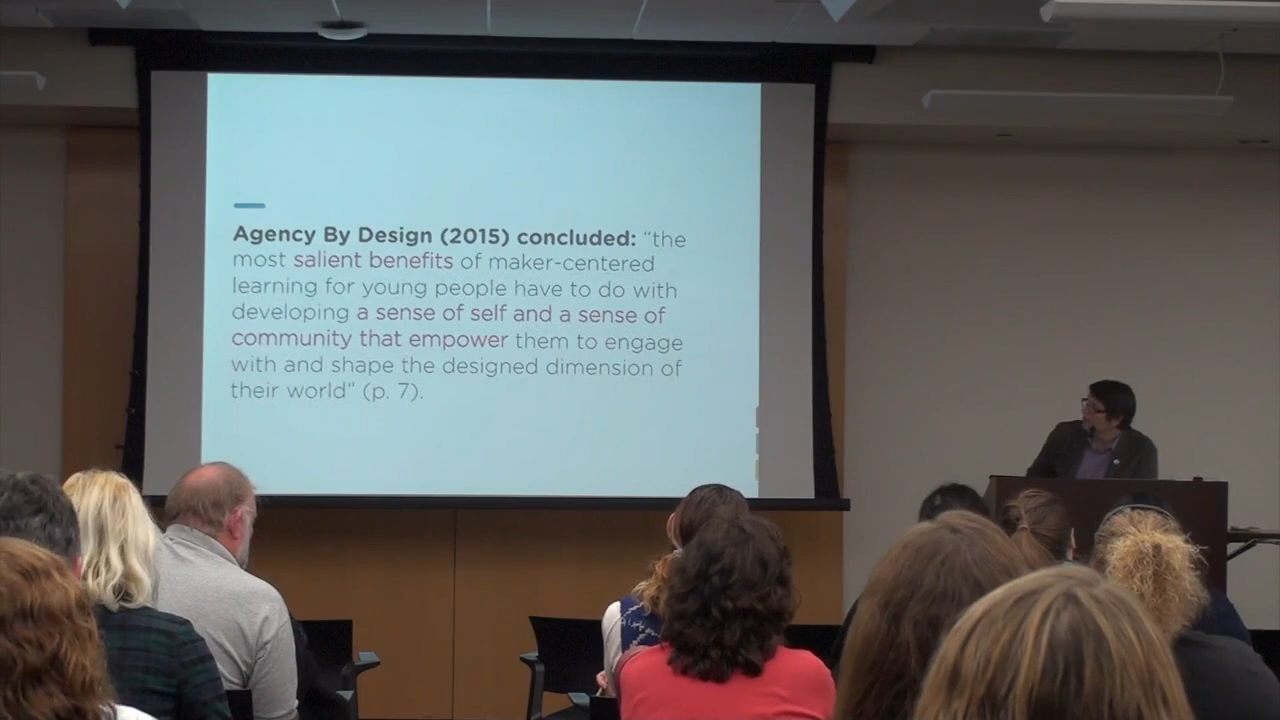 Agency By Design (2015) concluded: “the
most salient benefits of maker-centered
learning for young people have to do with
developing a sense of self and a sense of
community that empower them to engage
with and shape the designed dimension of
their world” (p. 7).